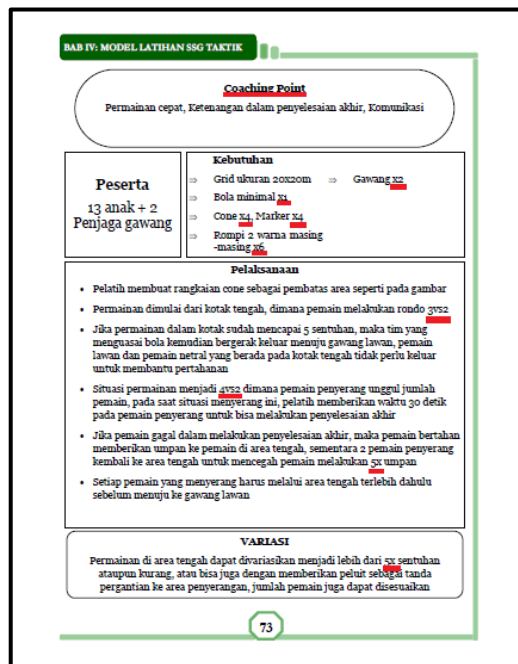 BAB IV: MODEL LATIHAN SSG TAKTIK
Coaching Point
Permainan cepat, Ketenangan dalam penyelesaian akhir, Komunikasi
Peserta
13 anak + 2
Penjaga gawang
Kebutuhan
⇒ Grid ukuran 20x20m ⇒ Gawang x2
⇒ Bola minimal x1
⇒ Cone x4, Marker x4
⇒ Rompi 2 warna masing
-masing x6
Pelaksanaan
• Pelatih membuat rangkaian cone sebagai pembatas area seperti pada gambar
• Permainan dimulai dari kotak tengah, dimana pemain melakukan rondo 3vs2
• Jika permainan dalam kotak sudah mencapai 5 sentuhan, maka tim yang
menguasai bola kemudian bergerak keluar menuju gawang lawan, pemain
lawan dan pemain netral yang berada pada kotak tengah tidak perlu keluar
untuk membantu pertahanan
• Situasi permainan menjadi 4vs2 dimana pemain penyerang unggul jumlah
pemain, pada saat situasi menyerang ini, pelatih memberikan waktu 30 detik
pada pemain penyerang untuk bisa melakukan penyelesaian akhir
• Jika pemain gagal dalam melakukan penyelesaian akhir, maka pemain bertahan
memberikan umpan ke pemain di area tengah, sementara 2 pemain penyerang
kembali ke area tengah untuk mencegah pemain melakukan 5x umpan
• Setiap pemain yang menyerang harus melalui area tengah terlebih dahulu
sebelum menuju ke gawang lawan
VARIASI
Permainan di area tengah dapat divariasikan menjadi lebih dari 5x sentuhan
ataupun kurang, atau bisa juga dengan memberikan peluit sebagai tanda
pergantian ke area penyerangan, jumlah pemain juga dapat disesuaikan
73